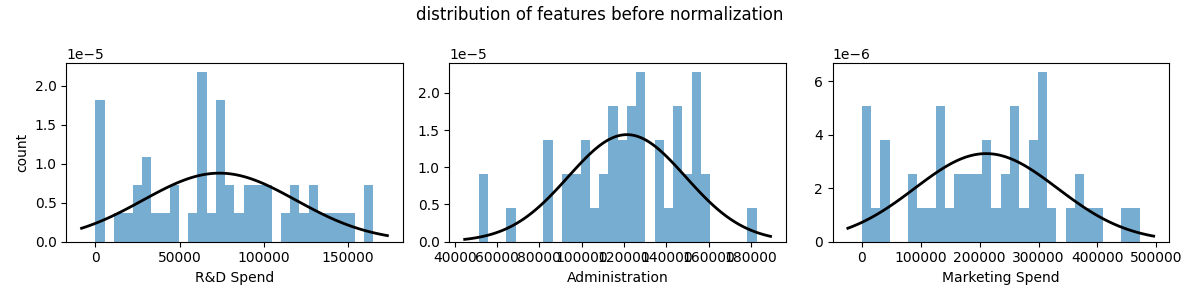 distribution of features before normalization
1e−5
2.0
1.5
1.0
0.5
0.0
count
0 50000 100000 150000
R&D Spend
1e−5
2.0
1.5
1.0
0.5
0.0
40000 60000 80000 100000 120000 140000 160000 180000
Administration
1e−6
6
4
2
0
0 100000 200000 300000 400000 500000
Marketing Spend